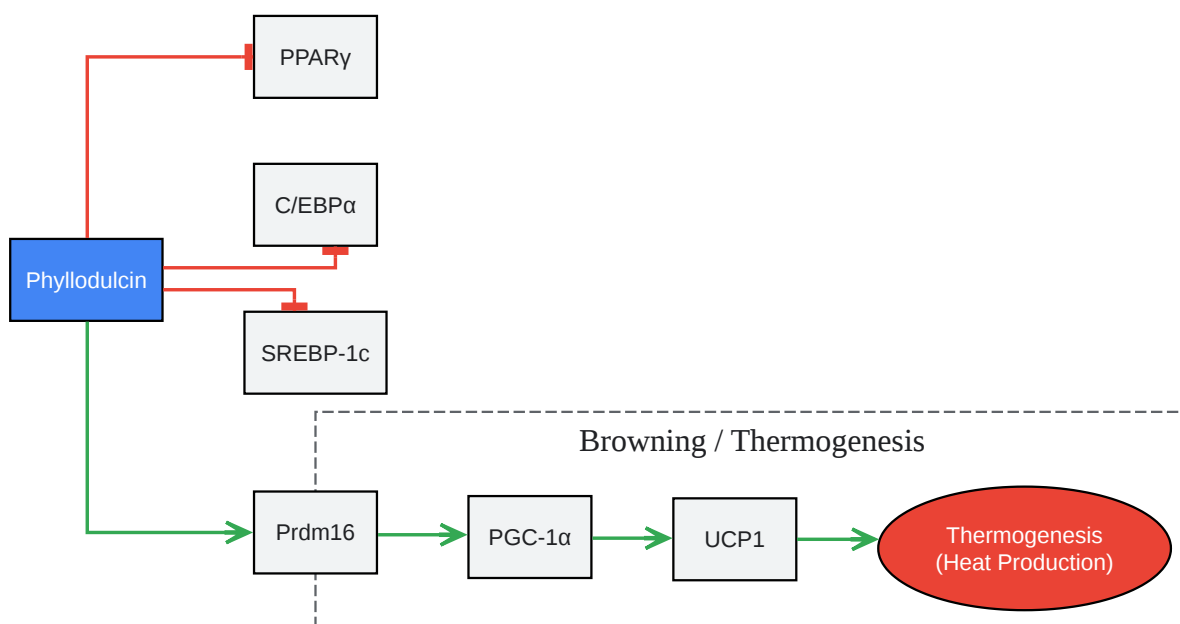 PPARγ
C/EBPα
Phyllodulcin
SREBP-1c
Browning / Thermogenesis
Prdm16
PGC-1α
UCP1
Thermogenesis
(Heat Production)